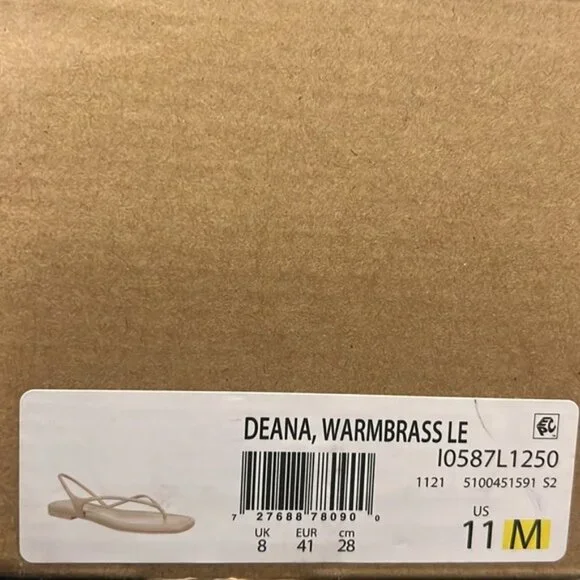 DEANA, WARMBRASS LE
I0587L1250
1121 5100451591 S2
7 27688 78090 0
UK EUR cm
8 41 28
US
11 M